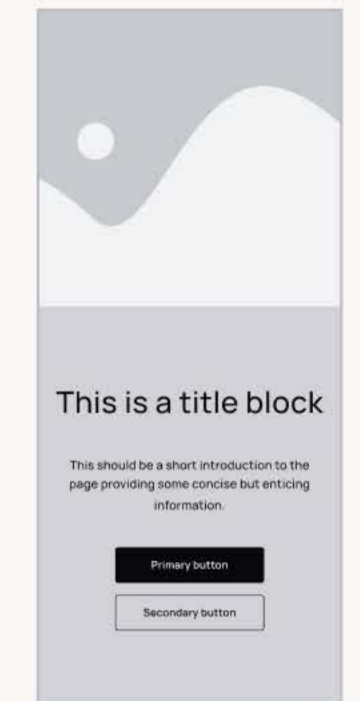 This is a title block
This should be a short introduction to the
page providing some concise but enticing
information.
Primary button
Secondary button